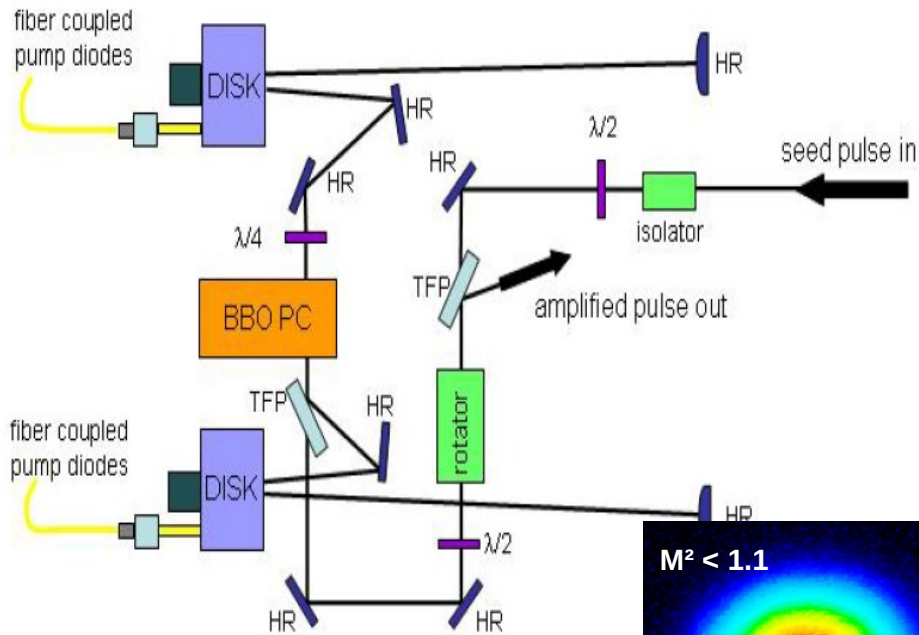 fiber coupled
pump diodes
DISK
HR
HR
HR
λ/4
BBO PC
HR
λ/2
seed pulse in
isolator
TFP
amplified pulse out
TFP
HR
rotator
fiber coupled
pump diodes
DISK
HR
λ/2
HR
HR
M² < 1.1